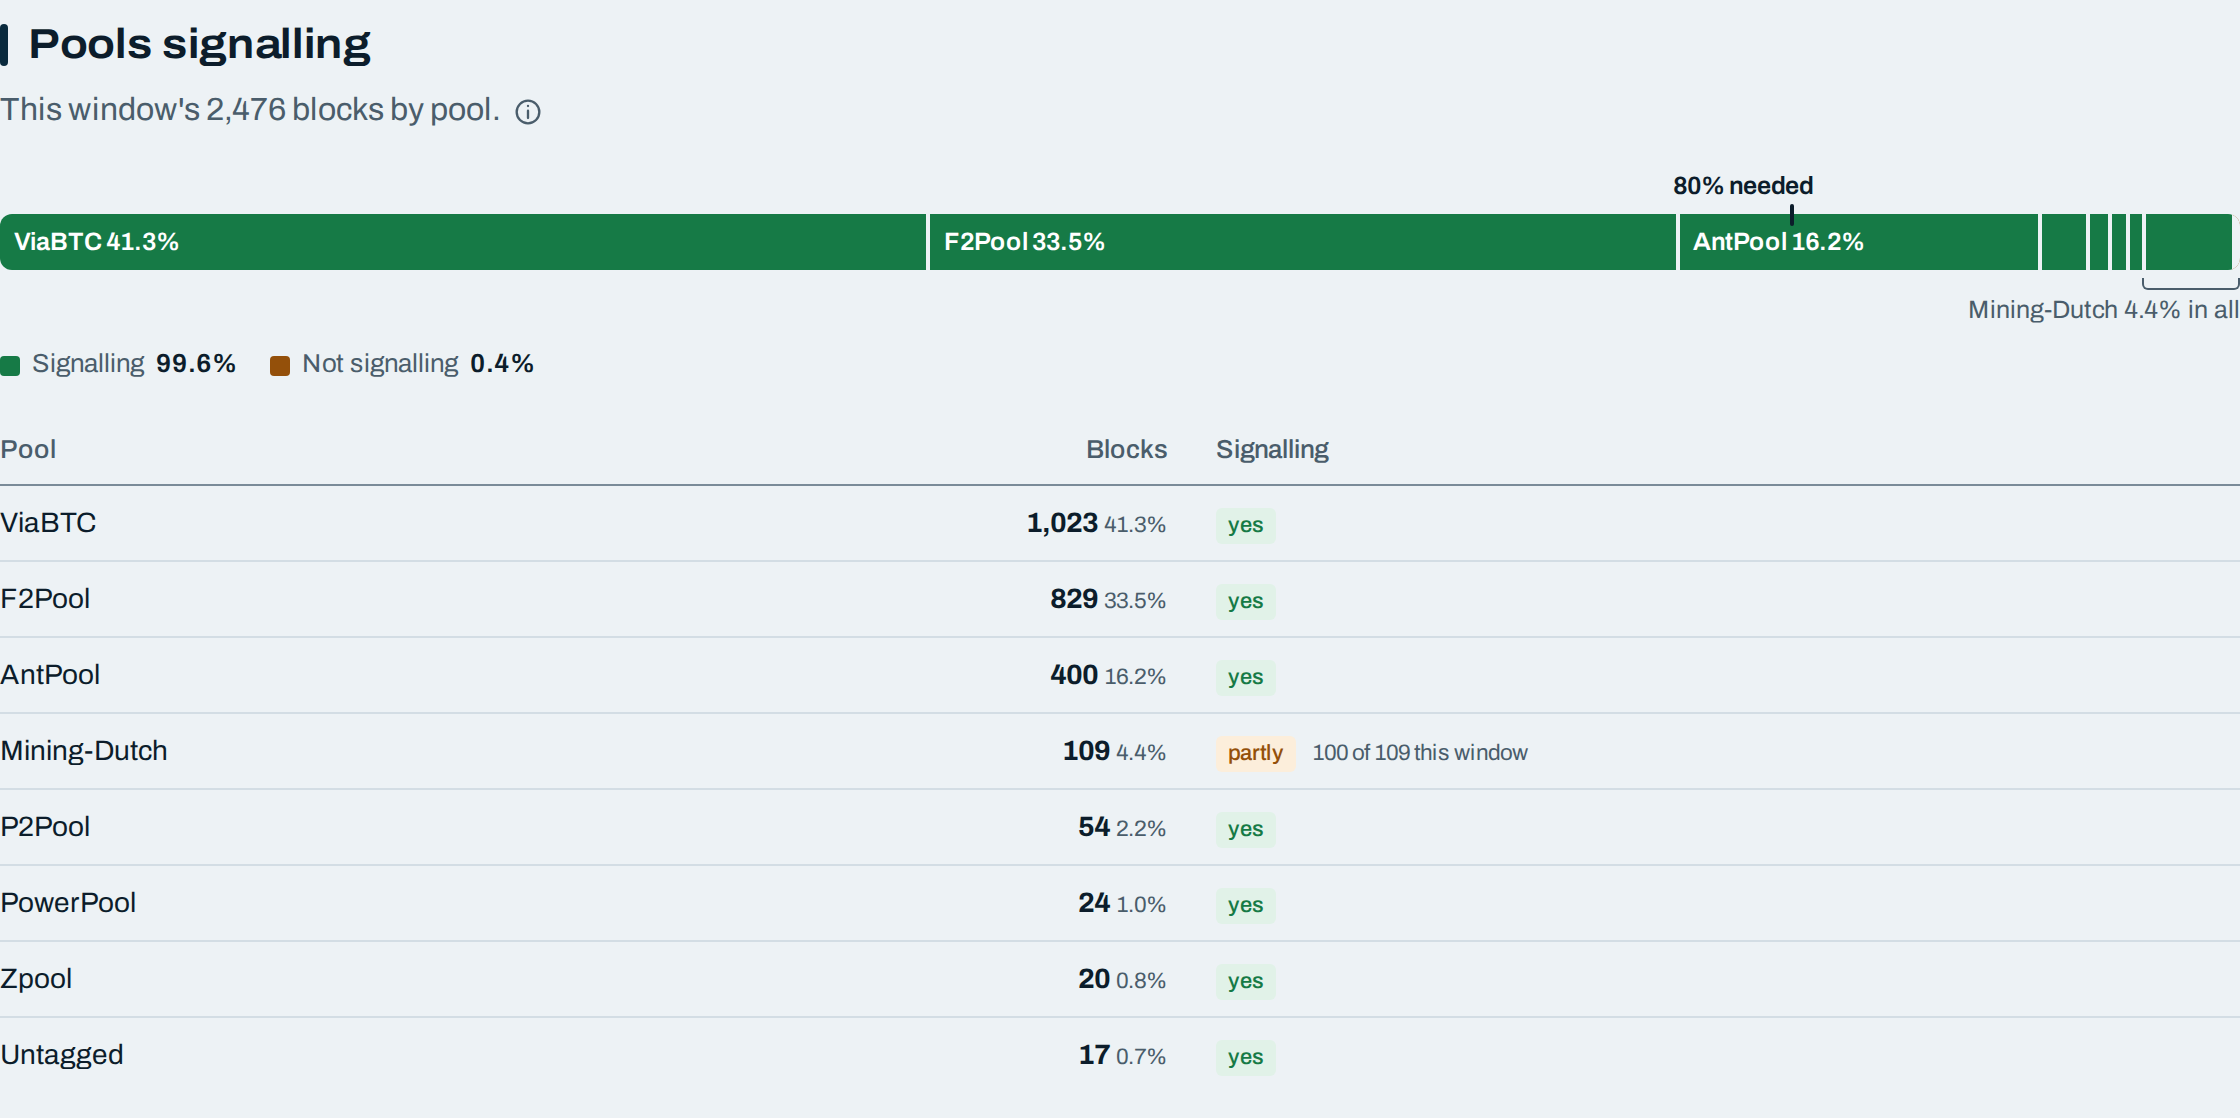 Pools signalling
This window's 2,476 blocks by pool.
80% needed
ViaBTC 41.3% F2Pool 33.5% AntPool 16.2%
Mining-Dutch 4.4% in all
Signalling 99.6% Not signalling 0.4%
Pool Blocks Signalling
ViaBTC 1,023 41.3% yes
F2Pool 829 33.5% yes
AntPool 400 16.2% yes
Mining-Dutch 109 4.4% partly 100 of 109 this window
P2Pool 54 2.2% yes
PowerPool 24 1.0% yes
Zpool 20 0.8% yes
Untagged 17 0.7% yes